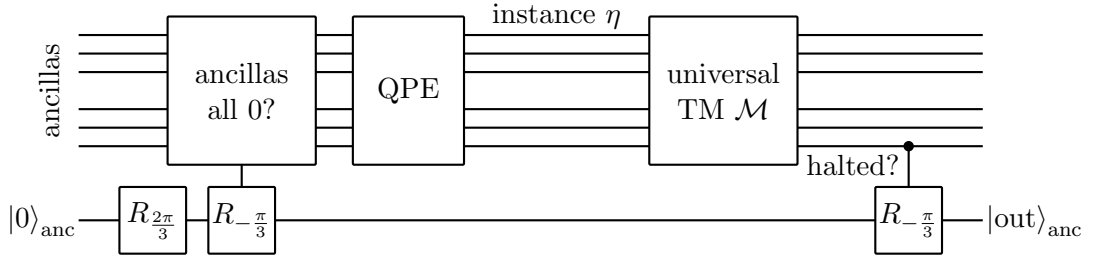 instance η
ancillas
ancillas
all 0?
QPE
universal
TM ℳ
halted?
|0⟩anc
R2π/3
R−π/3
R−π/3
|out⟩anc